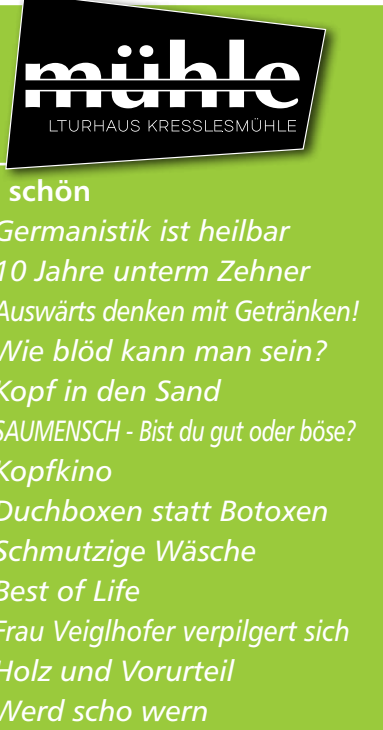 mühle
LTURHAUS KRESSLESMÜHLE
schön
Germanistik ist heilbar
10 Jahre unterm Zehner
Auswärts denken mit Getränken!
Wie blöd kann man sein?
Kopf in den Sand
SAUMENSCH - Bist du gut oder böse?
Kopfkino
Duchboxen statt Botoxen
Schmutzige Wäsche
Best of Life
Frau Veiglhofer verpilgert sich
Holz und Vorurteil
Werd scho wern